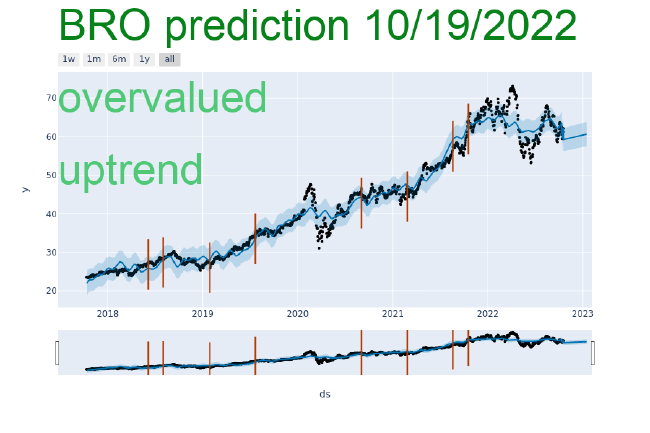 BRO prediction 10/19/2022
1w 1m 6m 1y all
overvalued
uptrend
70
60
50
40
30
20
y
2018 2019 2020 2021 2022 2023
ds